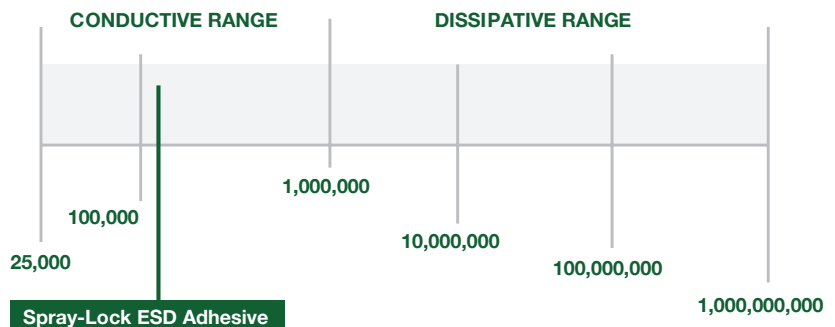 CONDUCTIVE RANGE
DISSIPATIVE RANGE
1,000,000
100,000
10,000,000
25,000
100,000,000
1,000,000,000
Spray-Lock ESD Adhesive